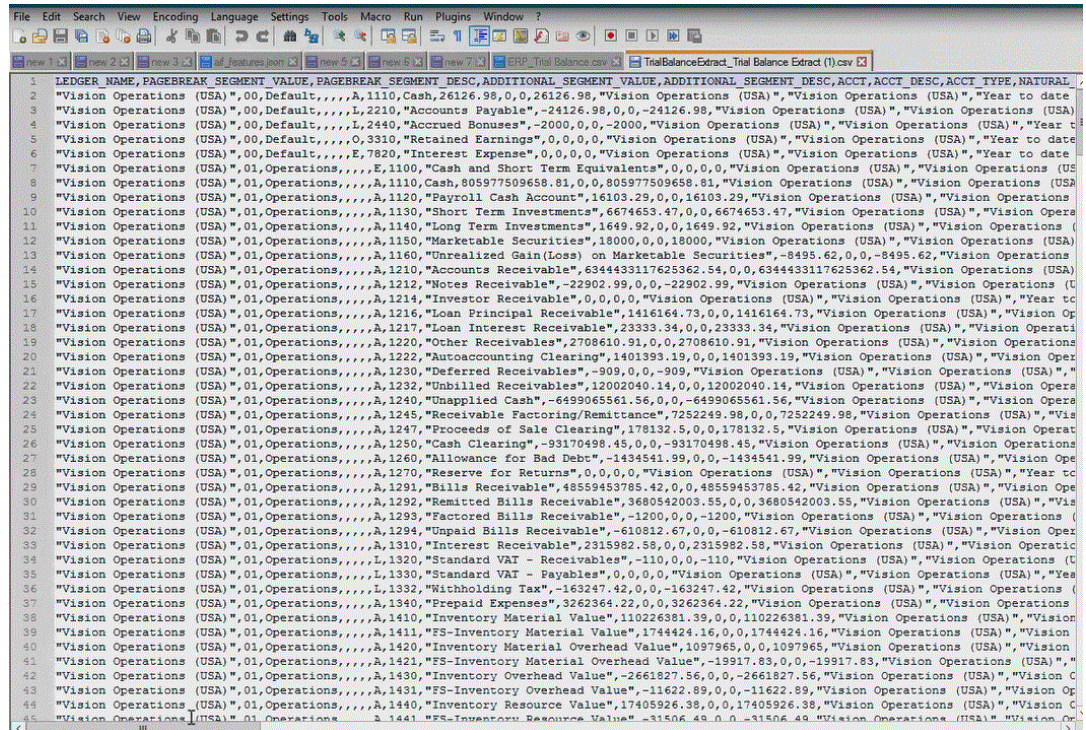 File Edit Search View Encoding Language Settings Tools Macro Run Plugins Window ?
new 1 new 2 new 3 af_features.json new 5 new 6 new 7 ERP_Trial Balance.csv TrialBalanceExtract_Trial Balance Extract (1).csv
1 LEDGER_NAME,PAGEBREAK_SEGMENT_VALUE,PAGEBREAK_SEGMENT_DESC,ADDITIONAL_SEGMENT_VALUE,ADDITIONAL_SEGMENT_DESC,ACCT,ACCT_DESC,ACCT_TYPE,NATURAL_
2 "Vision Operations (USA)",00,Default,,,,,A,1110,Cash,26126.98,0,0,26126.98,"Vision Operations (USA)","Vision Operations (USA)","Year to date
3 "Vision Operations (USA)",00,Default,,,,,L,2210,"Accounts Payable",-24126.98,0,0,-24126.98,"Vision Operations (USA)","Vision Operations (USA)
4 "Vision Operations (USA)",00,Default,,,,,L,2440,"Accrued Bonuses",-2000,0,0,-2000,"Vision Operations (USA)","Vision Operations (USA)","Year t
5 "Vision Operations (USA)",00,Default,,,,,O,3310,"Retained Earnings",0,0,0,0,"Vision Operations (USA)","Vision Operations (USA)","Year to date
6 "Vision Operations (USA)",00,Default,,,,,E,7820,"Interest Expense",0,0,0,0,"Vision Operations (USA)","Vision Operations (USA)","Year to date
7 "Vision Operations (USA)",01,Operations,,,,,E,1100,"Cash and Short Term Equivalents",0,0,0,0,"Vision Operations (USA)","Vision Operations (US
8 "Vision Operations (USA)",01,Operations,,,,,A,1110,Cash,805977509658.81,0,0,805977509658.81,"Vision Operations (USA)","Vision Operations (USA
9 "Vision Operations (USA)",01,Operations,,,,,A,1120,"Payroll Cash Account",16103.29,0,0,16103.29,"Vision Operations (USA)","Vision Operations
10 "Vision Operations (USA)",01,Operations,,,,,A,1130,"Short Term Investments",6674653.47,0,0,6674653.47,"Vision Operations (USA)","Vision Opera
11 "Vision Operations (USA)",01,Operations,,,,,A,1140,"Long Term Investments",1649.92,0,0,1649.92,"Vision Operations (USA)","Vision Operations (
12 "Vision Operations (USA)",01,Operations,,,,,A,1150,"Marketable Securities",18000,0,0,18000,"Vision Operations (USA)","Vision Operations (USA)
13 "Vision Operations (USA)",01,Operations,,,,,A,1160,"Unrealized Gain(Loss) on Marketable Securities",-8495.62,0,0,-8495.62,"Vision Operations
14 "Vision Operations (USA)",01,Operations,,,,,A,1210,"Accounts Receivable",6344433117625362.54,0,0,6344433117625362.54,"Vision Operations (USA)
15 "Vision Operations (USA)",01,Operations,,,,,A,1212,"Notes Receivable",-22902.99,0,0,-22902.99,"Vision Operations (USA)","Vision Operations (U
16 "Vision Operations (USA)",01,Operations,,,,,A,1214,"Investor Receivable",0,0,0,0,"Vision Operations (USA)","Vision Operations (USA)","Year to
17 "Vision Operations (USA)",01,Operations,,,,,A,1216,"Loan Principal Receivable",1416164.73,0,0,1416164.73,"Vision Operations (USA)","Vision Op
18 "Vision Operations (USA)",01,Operations,,,,,A,1217,"Loan Interest Receivable",23333.34,0,0,23333.34,"Vision Operations (USA)","Vision Operati
19 "Vision Operations (USA)",01,Operations,,,,,A,1220,"Other Receivables",2708610.91,0,0,2708610.91,"Vision Operations (USA)","Vision Operations
20 "Vision Operations (USA)",01,Operations,,,,,A,1222,"Autoaccounting Clearing",1401393.19,0,0,1401393.19,"Vision Operations (USA)","Vision Oper
21 "Vision Operations (USA)",01,Operations,,,,,A,1230,"Deferred Receivables",-909,0,0,-909,"Vision Operations (USA)","Vision Operations (USA)","
22 "Vision Operations (USA)",01,Operations,,,,,A,1232,"Unbilled Receivables",12002040.14,0,0,12002040.14,"Vision Operations (USA)","Vision Opera
23 "Vision Operations (USA)",01,Operations,,,,,A,1240,"Unapplied Cash",-6499065561.56,0,0,-6499065561.56,"Vision Operations (USA)","Vision Opera
24 "Vision Operations (USA)",01,Operations,,,,,A,1245,"Receivable Factoring/Remittance",7252249.98,0,0,7252249.98,"Vision Operations (USA)","Vis
25 "Vision Operations (USA)",01,Operations,,,,,A,1247,"Proceeds of Sale Clearing",178132.5,0,0,178132.5,"Vision Operations (USA)","Vision Operat
26 "Vision Operations (USA)",01,Operations,,,,,A,1250,"Cash Clearing",-93170498.45,0,0,-93170498.45,"Vision Operations (USA)","Vision Operations
27 "Vision Operations (USA)",01,Operations,,,,,A,1260,"Allowance for Bad Debt",-1434541.99,0,0,-1434541.99,"Vision Operations (USA)","Vision Ope
28 "Vision Operations (USA)",01,Operations,,,,,A,1270,"Reserve for Returns",0,0,0,0,"Vision Operations (USA)","Vision Operations (USA)","Year to
29 "Vision Operations (USA)",01,Operations,,,,,A,1291,"Bills Receivable",48559453785.42,0,0,48559453785.42,"Vision Operations (USA)","Vision Ope
30 "Vision Operations (USA)",01,Operations,,,,,A,1292,"Remitted Bills Receivable",3680542003.55,0,0,3680542003.55,"Vision Operations (USA)","Vis
31 "Vision Operations (USA)",01,Operations,,,,,A,1293,"Factored Bills Receivable",-1200,0,0,-1200,"Vision Operations (USA)","Vision Operations (
32 "Vision Operations (USA)",01,Operations,,,,,A,1294,"Unpaid Bills Receivable",-610812.67,0,0,-610812.67,"Vision Operations (USA)","Vision Oper
33 "Vision Operations (USA)",01,Operations,,,,,A,1310,"Interest Receivable",2315982.58,0,0,2315982.58,"Vision Operations (USA)","Vision Operatio
34 "Vision Operations (USA)",01,Operations,,,,,L,1320,"Standard VAT - Receivables",-110,0,0,-110,"Vision Operations (USA)","Vision Operations (U
35 "Vision Operations (USA)",01,Operations,,,,,L,1330,"Standard VAT - Payables",0,0,0,0,"Vision Operations (USA)","Vision Operations (USA)","Yea
36 "Vision Operations (USA)",01,Operations,,,,,L,1332,"Withholding Tax",-163247.42,0,0,-163247.42,"Vision Operations (USA)","Vision Operations (
37 "Vision Operations (USA)",01,Operations,,,,,A,1340,"Prepaid Expenses",3262364.22,0,0,3262364.22,"Vision Operations (USA)","Vision Operations
38 "Vision Operations (USA)",01,Operations,,,,,A,1410,"Inventory Material Value",110226381.39,0,0,110226381.39,"Vision Operations (USA)","Vision
39 "Vision Operations (USA)",01,Operations,,,,,A,1411,"FS-Inventory Material Value",1744424.16,0,0,1744424.16,"Vision Operations (USA)","Vision
40 "Vision Operations (USA)",01,Operations,,,,,A,1420,"Inventory Material Overhead Value",1097965,0,0,1097965,"Vision Operations (USA)","Vision
41 "Vision Operations (USA)",01,Operations,,,,,A,1421,"FS-Inventory Material Overhead Value",-19917.83,0,0,-19917.83,"Vision Operations (USA)","
42 "Vision Operations (USA)",01,Operations,,,,,A,1430,"Inventory Overhead Value",-2661827.56,0,0,-2661827.56,"Vision Operations (USA)","Vision O
43 "Vision Operations (USA)",01,Operations,,,,,A,1431,"FS-Inventory Overhead Value",-11622.89,0,0,-11622.89,"Vision Operations (USA)","Vision Op
44 "Vision Operations (USA)",01,Operations,,,,,A,1440,"Inventory Resource Value",17405926.38,0,0,17405926.38,"Vision Operations (USA)","Vision O
45 "Vision Operations (USA)",01,Operations,,,,,A,1441,"FS-Inventory Resource Value",-31506.49,0,0,-31506.49,"Vision Operations (USA)","Vision Op